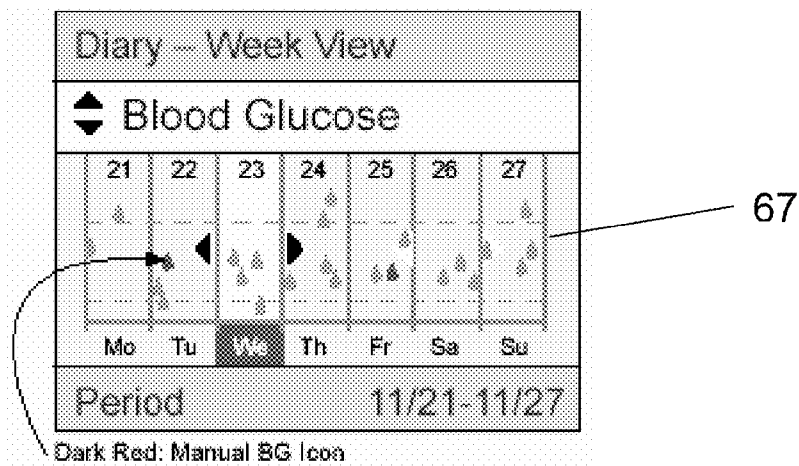 Diary – Week View
Blood Glucose
21 22 23 24 25 26 27
67
Mo Tu We Th Fr Sa Su
Period 11/21-11/27
Dark Red: Manual BG Icon